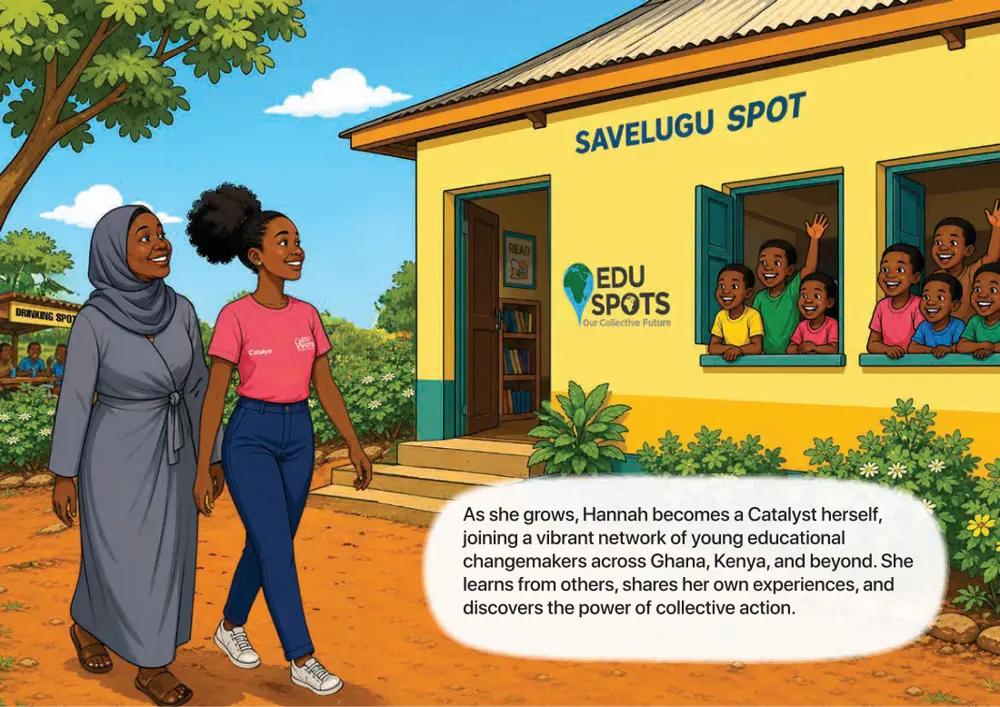 SAVELUGU SPOT
READ
EDU
SPOTS
Our Collective Future
DRINKING SPOT
Catalyst
As she grows, Hannah becomes a Catalyst herself,
joining a vibrant network of young educational
changemakers across Ghana, Kenya, and beyond. She
learns from others, shares her own experiences, and
discovers the power of collective action.